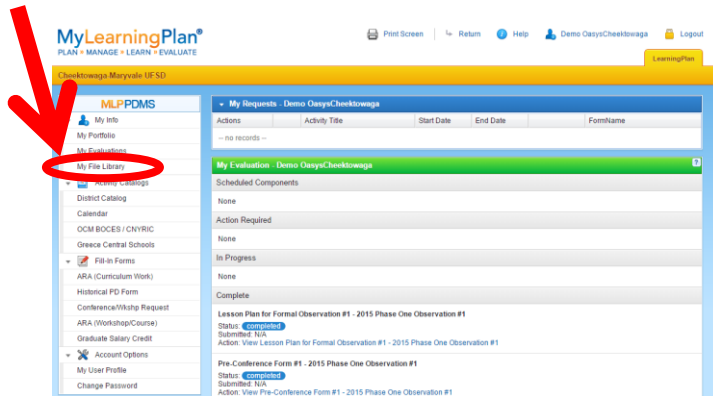 MyLearningPlan®
PLAN • MANAGE • LEARN • EVALUATE
Print Screen Return Help Demo OasysCheektowaga Logout
LearningPlan
Cheektowaga-Maryvale UFSD
MLP PDMS
My Info
My Portfolio
My Evaluations
My File Library
Activity Catalogs
District Catalog
Calendar
OCM BOCES / CNYRIC
Greece Central Schools
Fill-In Forms
ARA (Curriculum Work)
Historical PD Form
Conference/Wkshp Request
ARA (Workshop/Course)
Graduate Salary Credit
Account Options
My User Profile
Change Password
My Requests - Demo OasysCheektowaga
Actions Activity Title Start Date End Date FormName
-- no records --
My Evaluation - Demo OasysCheektowaga ?
Scheduled Components
None
Action Required
None
In Progress
None
Complete
Lesson Plan for Formal Observation #1 - 2015 Phase One Observation #1
Status: completed
Submitted: N/A
Action: View Lesson Plan for Formal Observation #1 - 2015 Phase One Observation #1
Pre-Conference Form #1 - 2015 Phase One Observation #1
Status: completed
Submitted: N/A
Action: View Pre-Conference Form #1 - 2015 Phase One Observation #1